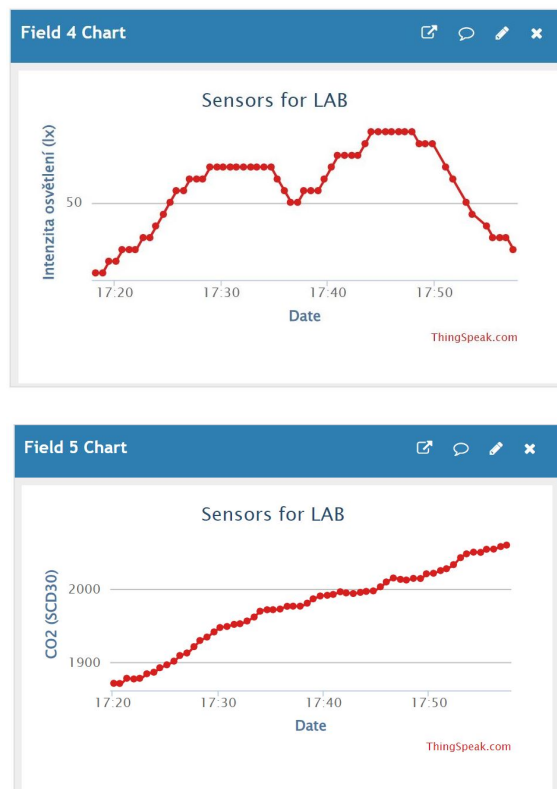 Field 4 Chart
Sensors for LAB
Intenzita osvětlení (lx)
50
17:20 17:30 17:40 17:50
Date
ThingSpeak.com
Field 5 Chart
Sensors for LAB
CO2 (SCD30)
2000
1900
17:20 17:30 17:40 17:50
Date
ThingSpeak.com